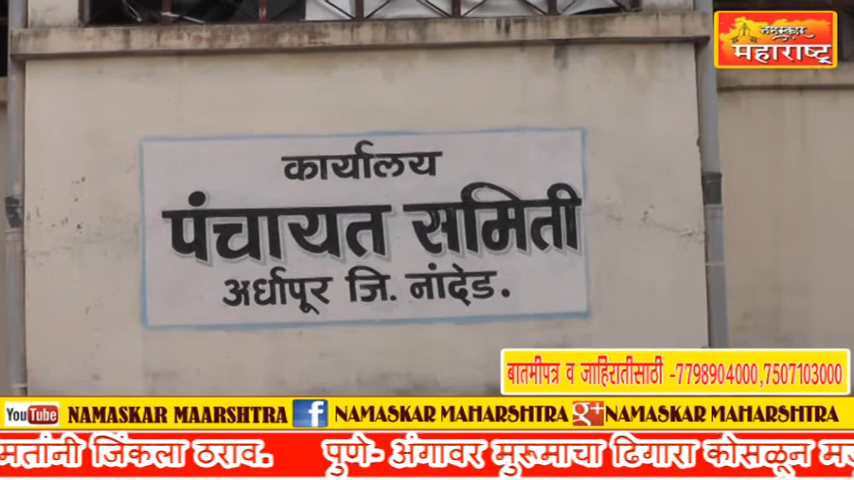 नमस्कार
महाराष्ट्र
कार्यालय
पंचायत समिती
अर्धापूर जि. नांदेड.
बातमीपत्र व जाहिरातीसाठी -7798904000,7507103000
YouTube NAMASKAR MAARSHTRA f NAMASKAR MAHARSHTRA g+ NAMASKAR MAHARSHTRA
मतांनी जिंकला ठराव. पुणे- अंगावर मुरूमाचा ढिगारा कोसळून